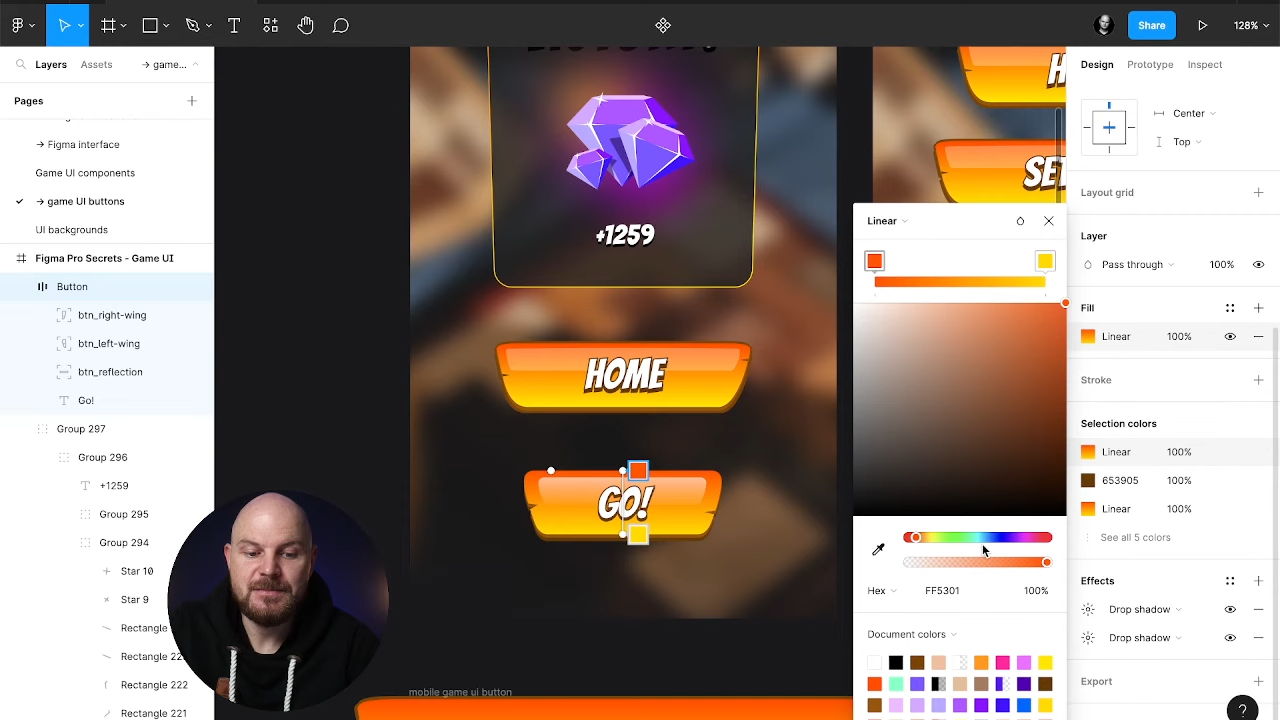 Share
128%
Layers
Assets
→ game...
Pages
→ Figma interface
Game UI components
→ game UI buttons
UI backgrounds
Figma Pro Secrets - Game UI
Button
btn_right-wing
btn_left-wing
btn_reflection
Go!
Group 297
Group 296
+1259
Group 295
Group 294
Star 10
Star 9
Rectangle
Rectangle 22
Rectangle 222
Rectangle 221
+1259
HOME
GO!
mobile game ui button
H
SET
Linear
Hex
FF5301
100%
Document colors
Design
Prototype
Inspect
Center
Top
Layout grid
Layer
Pass through
100%
Fill
Linear
100%
Stroke
Selection colors
Linear
100%
653905
100%
Linear
100%
See all 5 colors
Effects
Drop shadow
Drop shadow
Export
?